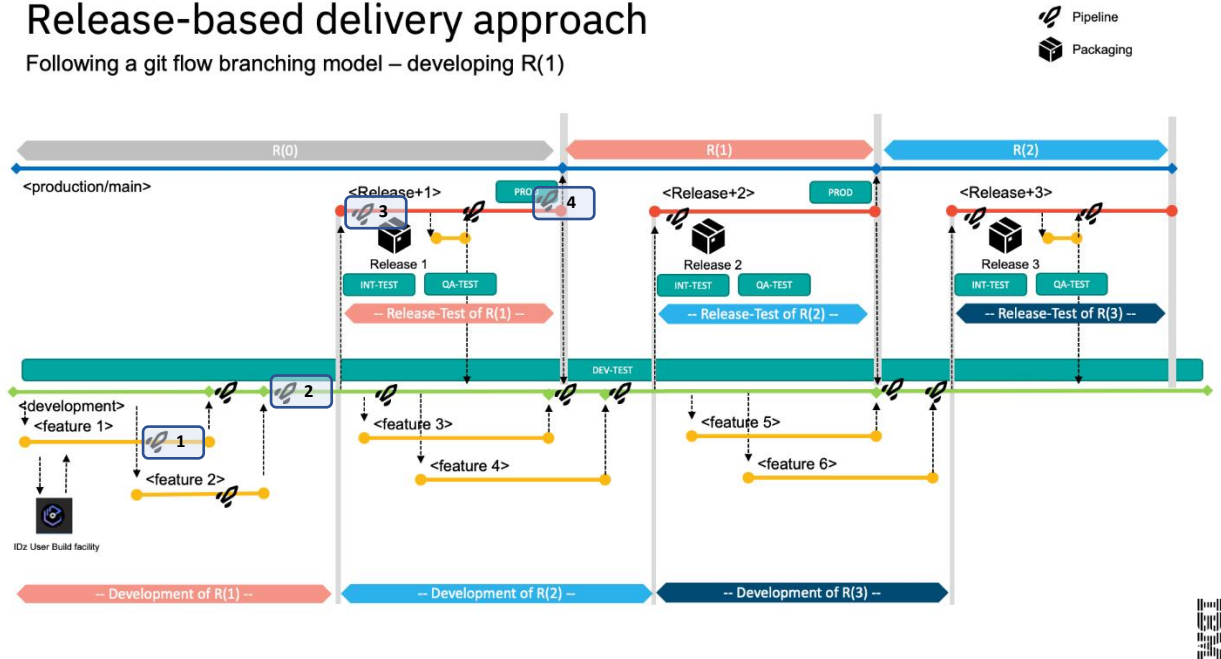 Release-based delivery approach
Following a git flow branching model – developing R(1)
Pipeline
Packaging
R(0)
R(1)
R(2)
<production/main>
<Release+1>
PRO
<Release+2>
PROD
<Release+3>
3
4
Release 1
Release 2
Release 3
INT-TEST
QA-TEST
INT-TEST
QA-TEST
INT-TEST
QA-TEST
-- Release-Test of R(1) --
-- Release-Test of R(2) --
-- Release-Test of R(3) --
DEV-TEST
2
<development>
<feature 1>
1
<feature 2>
<feature 3>
<feature 4>
<feature 5>
<feature 6>
IDz User Build facility
-- Development of R(1) --
-- Development of R(2) --
-- Development of R(3) --
IBM